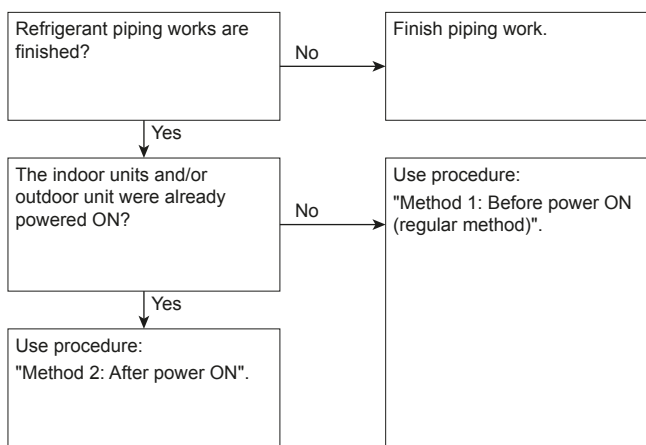 Refrigerant piping works are
finished?
No
Finish piping work.
Yes
The indoor units and/or
outdoor unit were already
powered ON?
No
Use procedure:
"Method 1: Before power ON
(regular method)".
Yes
Use procedure:
"Method 2: After power ON".